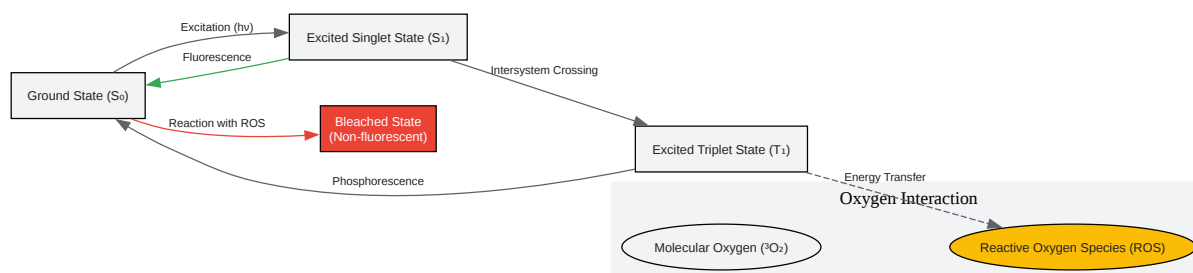 Excitation (hν)
Excited Singlet State (S₁)
Fluorescence
Intersystem Crossing
Ground State (S₀)
Reaction with ROS
Bleached State
(Non-fluorescent)
Excited Triplet State (T₁)
Phosphorescence
Energy Transfer
Oxygen Interaction
Molecular Oxygen (³O₂)
Reactive Oxygen Species (ROS)